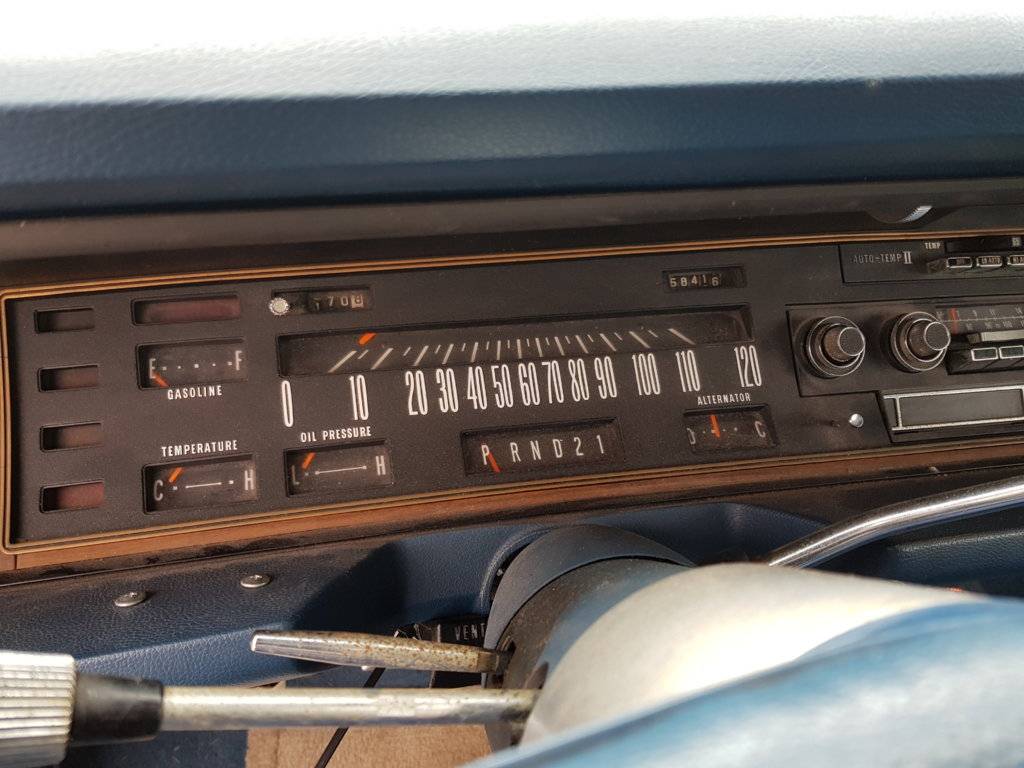 TEMP
AUTO-TEMP II
58416
E F
GASOLINE
0 10 20 30 40 50 60 70 80 90 100 110 120
TEMPERATURE
C H
OIL PRESSURE
L H
P R N D 2 1
ALTERNATOR
D C
VENT